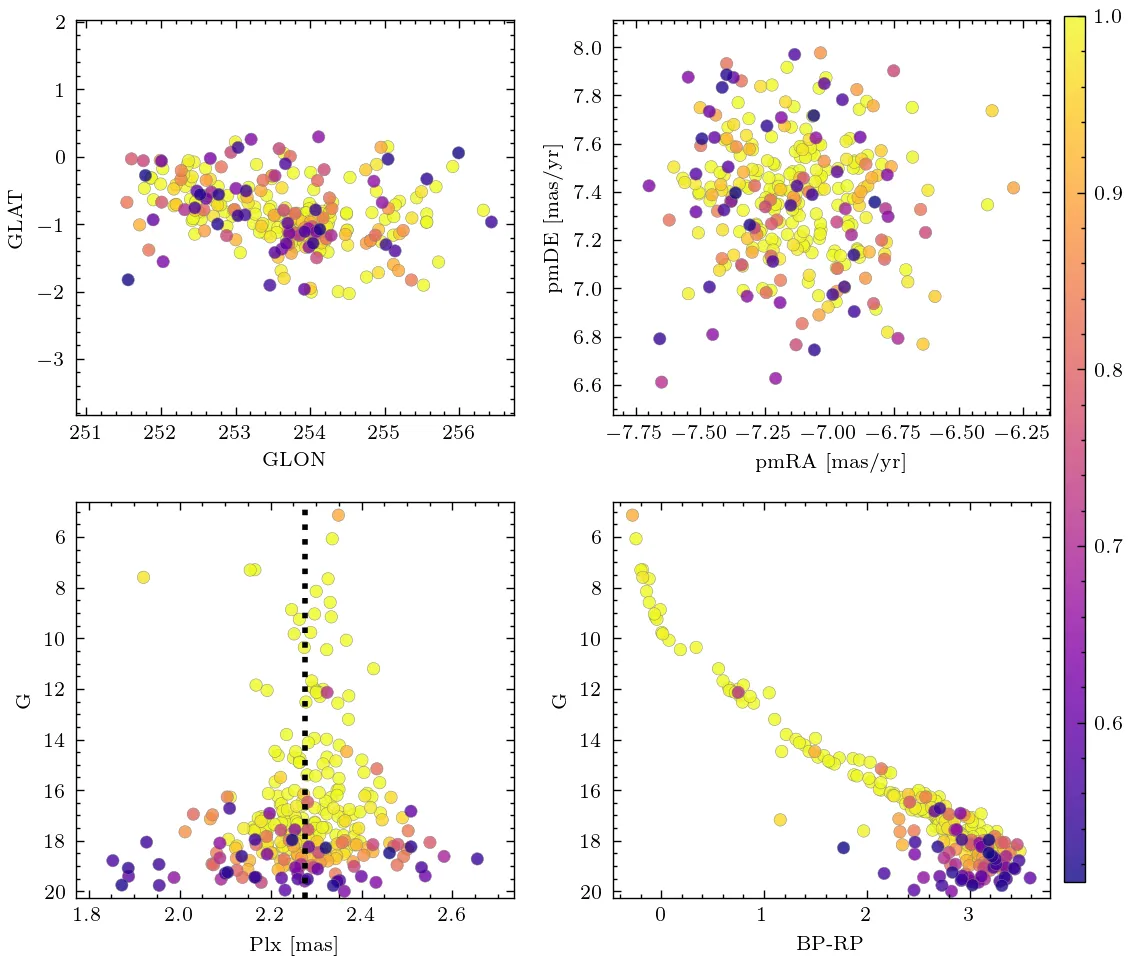 2
1
0
−1
−2
−3
GLAT
251 252 253 254 255 256
GLON
8.0
7.8
7.6
7.4
7.2
7.0
6.8
6.6
pmDE [mas/yr]
−7.75 −7.50 −7.25 −7.00 −6.75 −6.50 −6.25
pmRA [mas/yr]
1.0
0.9
0.8
0.7
0.6
6
8
10
12
14
16
18
20
G
1.8 2.0 2.2 2.4 2.6
Plx [mas]
6
8
10
12
14
16
18
20
G
0 1 2 3
BP-RP